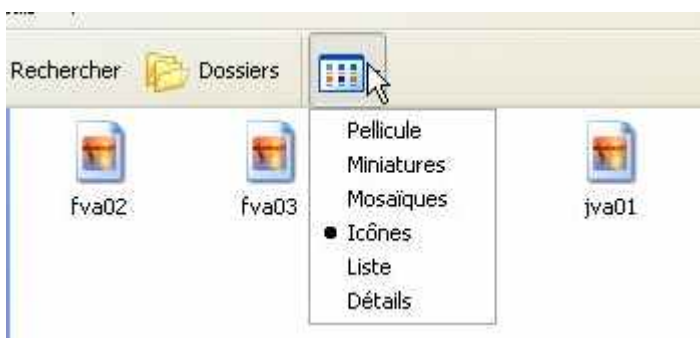 Rechercher Dossiers
Pellicule
Miniatures
Mosaïques
Icônes
Liste
Détails
fva02 fva03 jva01